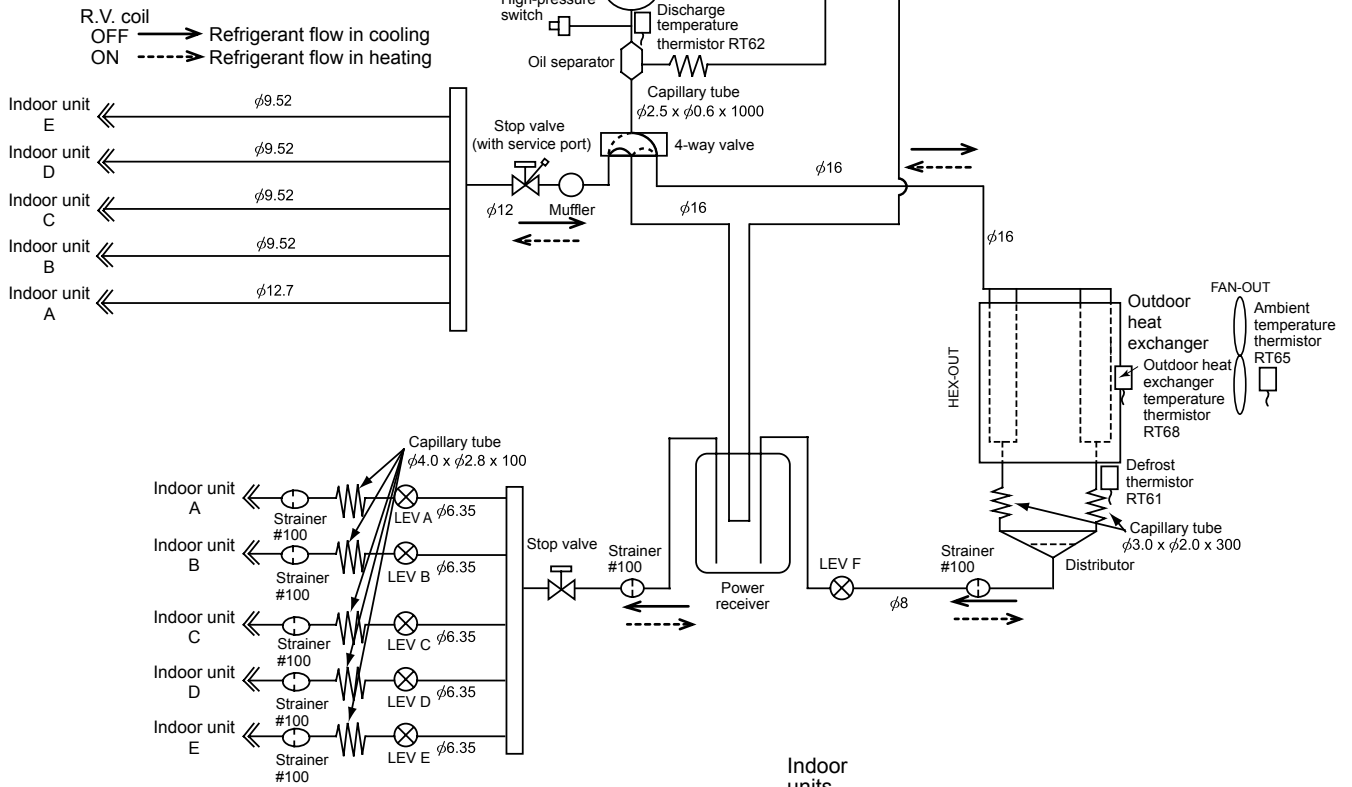 High-pressure
switch
Discharge
temperature
thermistor RT62
R.V. coil
OFF Refrigerant flow in cooling
ON Refrigerant flow in heating
Oil separator
Capillary tube
ϕ2.5 x ϕ0.6 x 1000
4-way valve
Stop valve
(with service port)
Indoor unit
E
ϕ9.52
Indoor unit
D
ϕ9.52
Indoor unit
C
ϕ9.52
Indoor unit
B
ϕ9.52
Indoor unit
A
ϕ12.7
ϕ12
Muffler
ϕ16
ϕ16
ϕ16
HEX-OUT
Outdoor
heat
exchanger
FAN-OUT
Ambient
temperature
thermistor
RT65
Outdoor heat
exchanger
temperature
thermistor
RT68
Defrost
thermistor
RT61
Capillary tube
ϕ3.0 x ϕ2.0 x 300
Distributor
Capillary tube
ϕ4.0 x ϕ2.8 x 100
Indoor unit
A
Strainer
#100
LEV A
ϕ6.35
Indoor unit
B
Strainer
#100
LEV B
ϕ6.35
Indoor unit
C
Strainer
#100
LEV C
ϕ6.35
Indoor unit
D
Strainer
#100
LEV D
ϕ6.35
Indoor unit
E
Strainer
#100
LEV E
ϕ6.35
Stop valve
Strainer
#100
Power
receiver
LEV F
ϕ8
Strainer
#100
Indoor
units